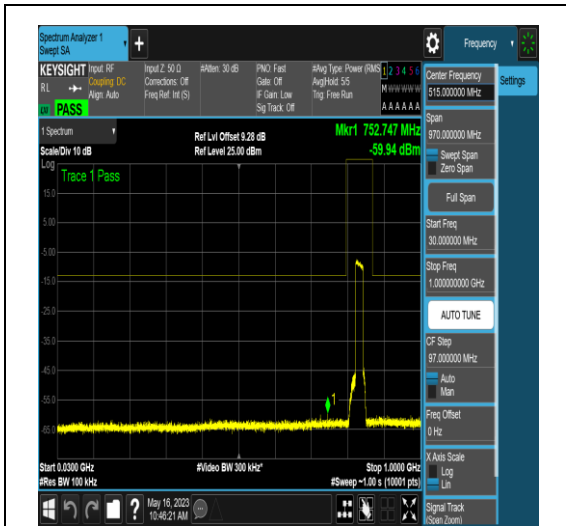 Spectrum Analyzer 1
Swept SA
+
Frequency
KEYSIGHT
RL
PASS
Input: RF
Coupling: DC
Align: Auto
Input Z: 50 Ω
Corrections: Off
Freq Ref: Int (S)
#Atten: 30 dB
PNO: Fast
Gate: Off
IF Gain: Low
Sig Track: Off
#Avg Type: Power (RMS
Avg|Hold: 5/5
Trig: Free Run
1 2 3 4 5 6
M W W W W W
A A A A A A
1 Spectrum
Scale/Div 10 dB
Ref Lvl Offset 9.28 dB
Ref Level 25.00 dBm
Mkr1 752.747 MHz
-59.94 dBm
Log
Trace 1 Pass
15.0
5.00
-5.00
-15.0
-25.0
-35.0
-45.0
-55.0
-65.0
1
Start 0.0300 GHz
#Res BW 100 kHz
#Video BW 300 kHz*
Stop 1.0000 GHz
#Sweep ~1.00 s (10001 pts)
Center Frequency
515.000000 MHz
Settings
Span
970.000000 MHz
Swept Span
Zero Span
Full Span
Start Freq
30.000000 MHz
Stop Freq
1.000000000 GHz
AUTO TUNE
CF Step
97.000000 MHz
Auto
Man
Freq Offset
0 Hz
X Axis Scale
Log
Lin
Signal Track
(Span Zoom)
?
May 16, 2023
10:46:21 AM